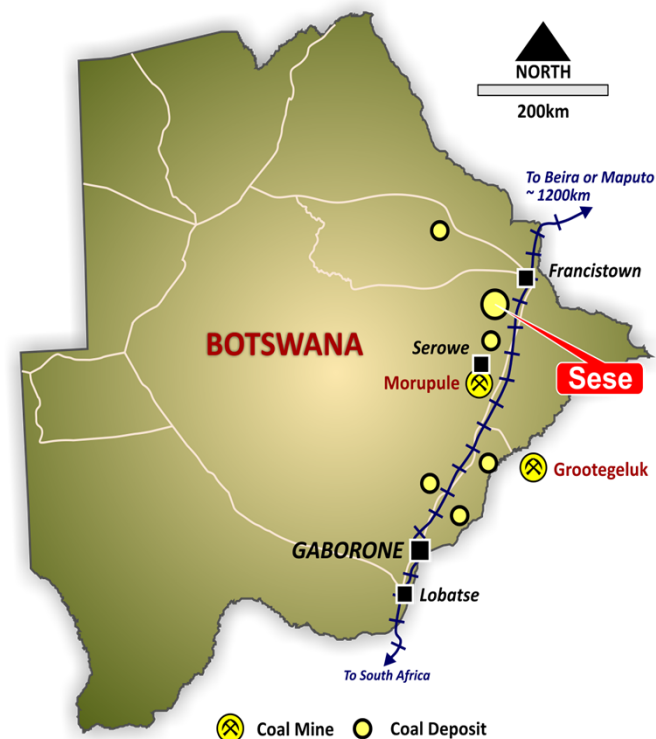 NORTH
200km
To Beira or Maputo
~ 1200km
Francistown
BOTSWANA
Serowe
Sese
Morupule
Grootegeluk
GABORONE
Lobatse
To South Africa
Coal Mine
Coal Deposit